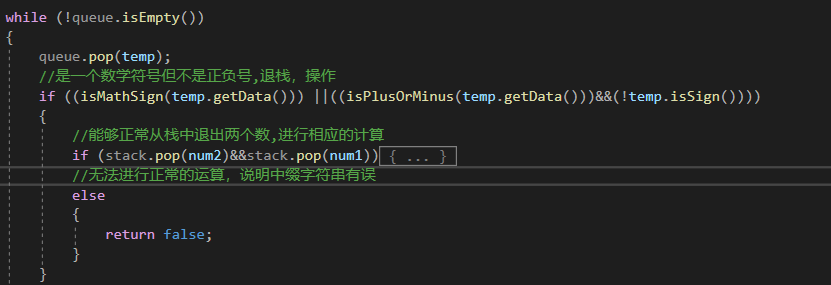 while (!queue.isEmpty())
{
queue.pop(temp);
//是一个数学符号但不是正负号,退栈，操作
if ((isMathSign(temp.getData())) ||((isPlusOrMinus(temp.getData()))&&(!temp.isSign())))
{
//能够正常从栈中退出两个数,进行相应的计算
if (stack.pop(num2)&&stack.pop(num1)) { ... }
//无法进行正常的运算，说明中缀字符串有误
else
{
return false;
}
}